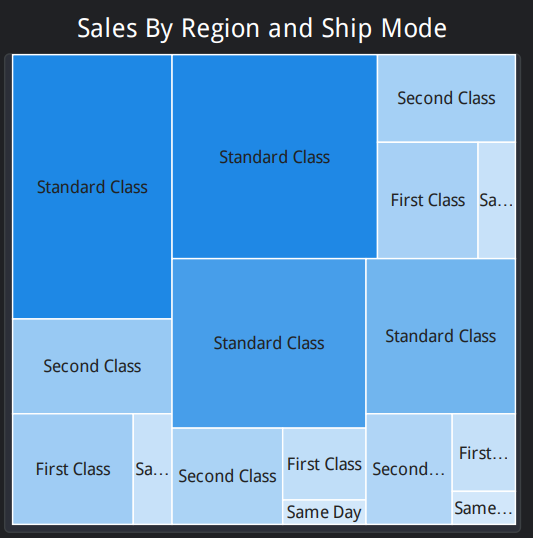 Sales By Region and Ship Mode
Standard Class
Second Class
First Class
Sa...
Standard Class
Second Class
First Class
Sa...
Standard Class
Second Class
First Class
Same Day
Standard Class
Second...
First...
Same...